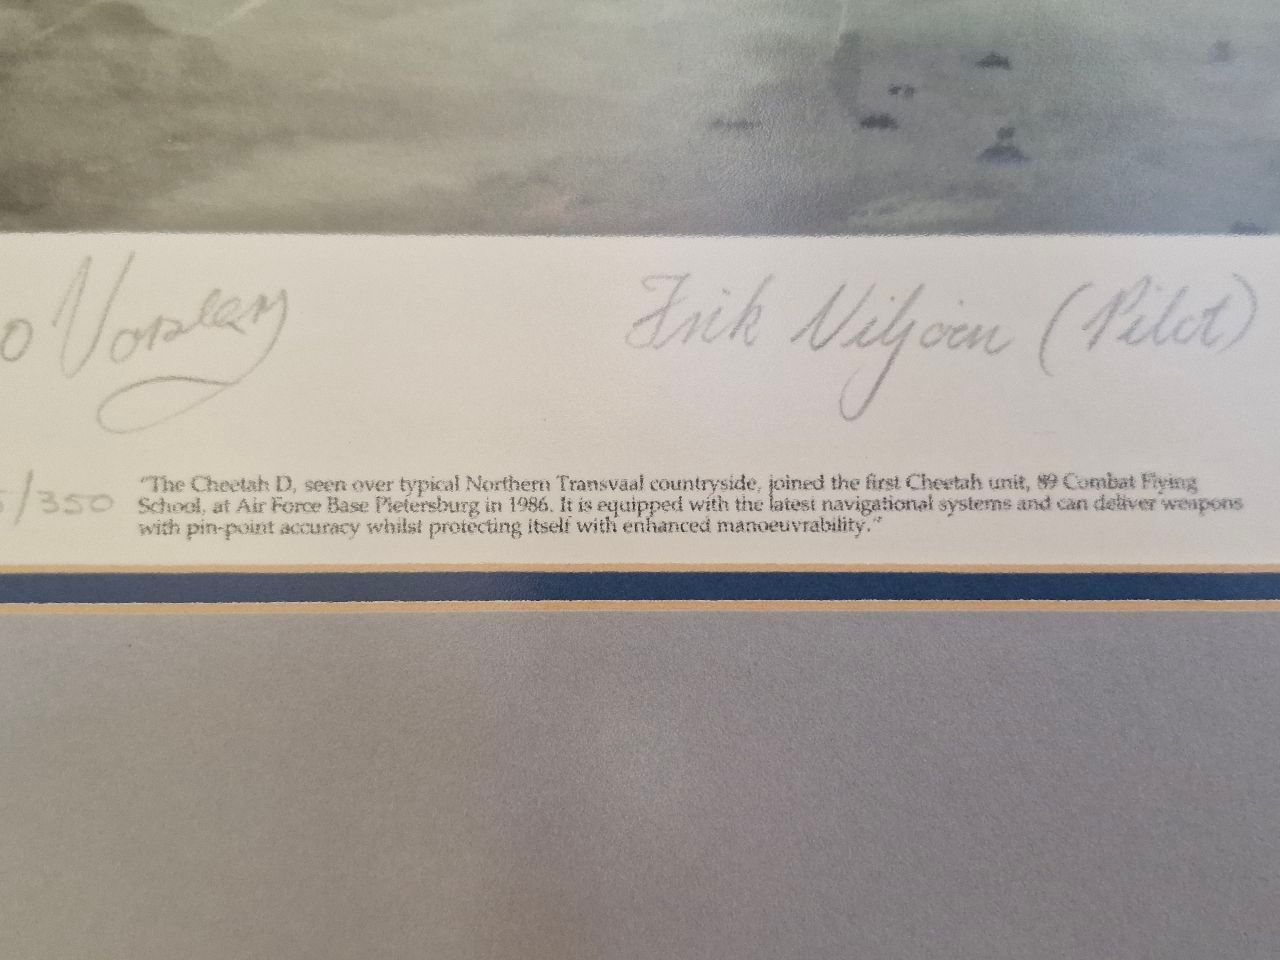 o Vorster
Erik Viljoen (Pilot)
/350
"The Cheetah D, seen over typical Northern Transvaal countryside, joined the first Cheetah unit, 89 Combat Flying
School, at Air Force Base Pietersburg in 1986. It is equipped with the latest navigational systems and can deliver weapons
with pin-point accuracy whilst protecting itself with enhanced manoeuvrability."